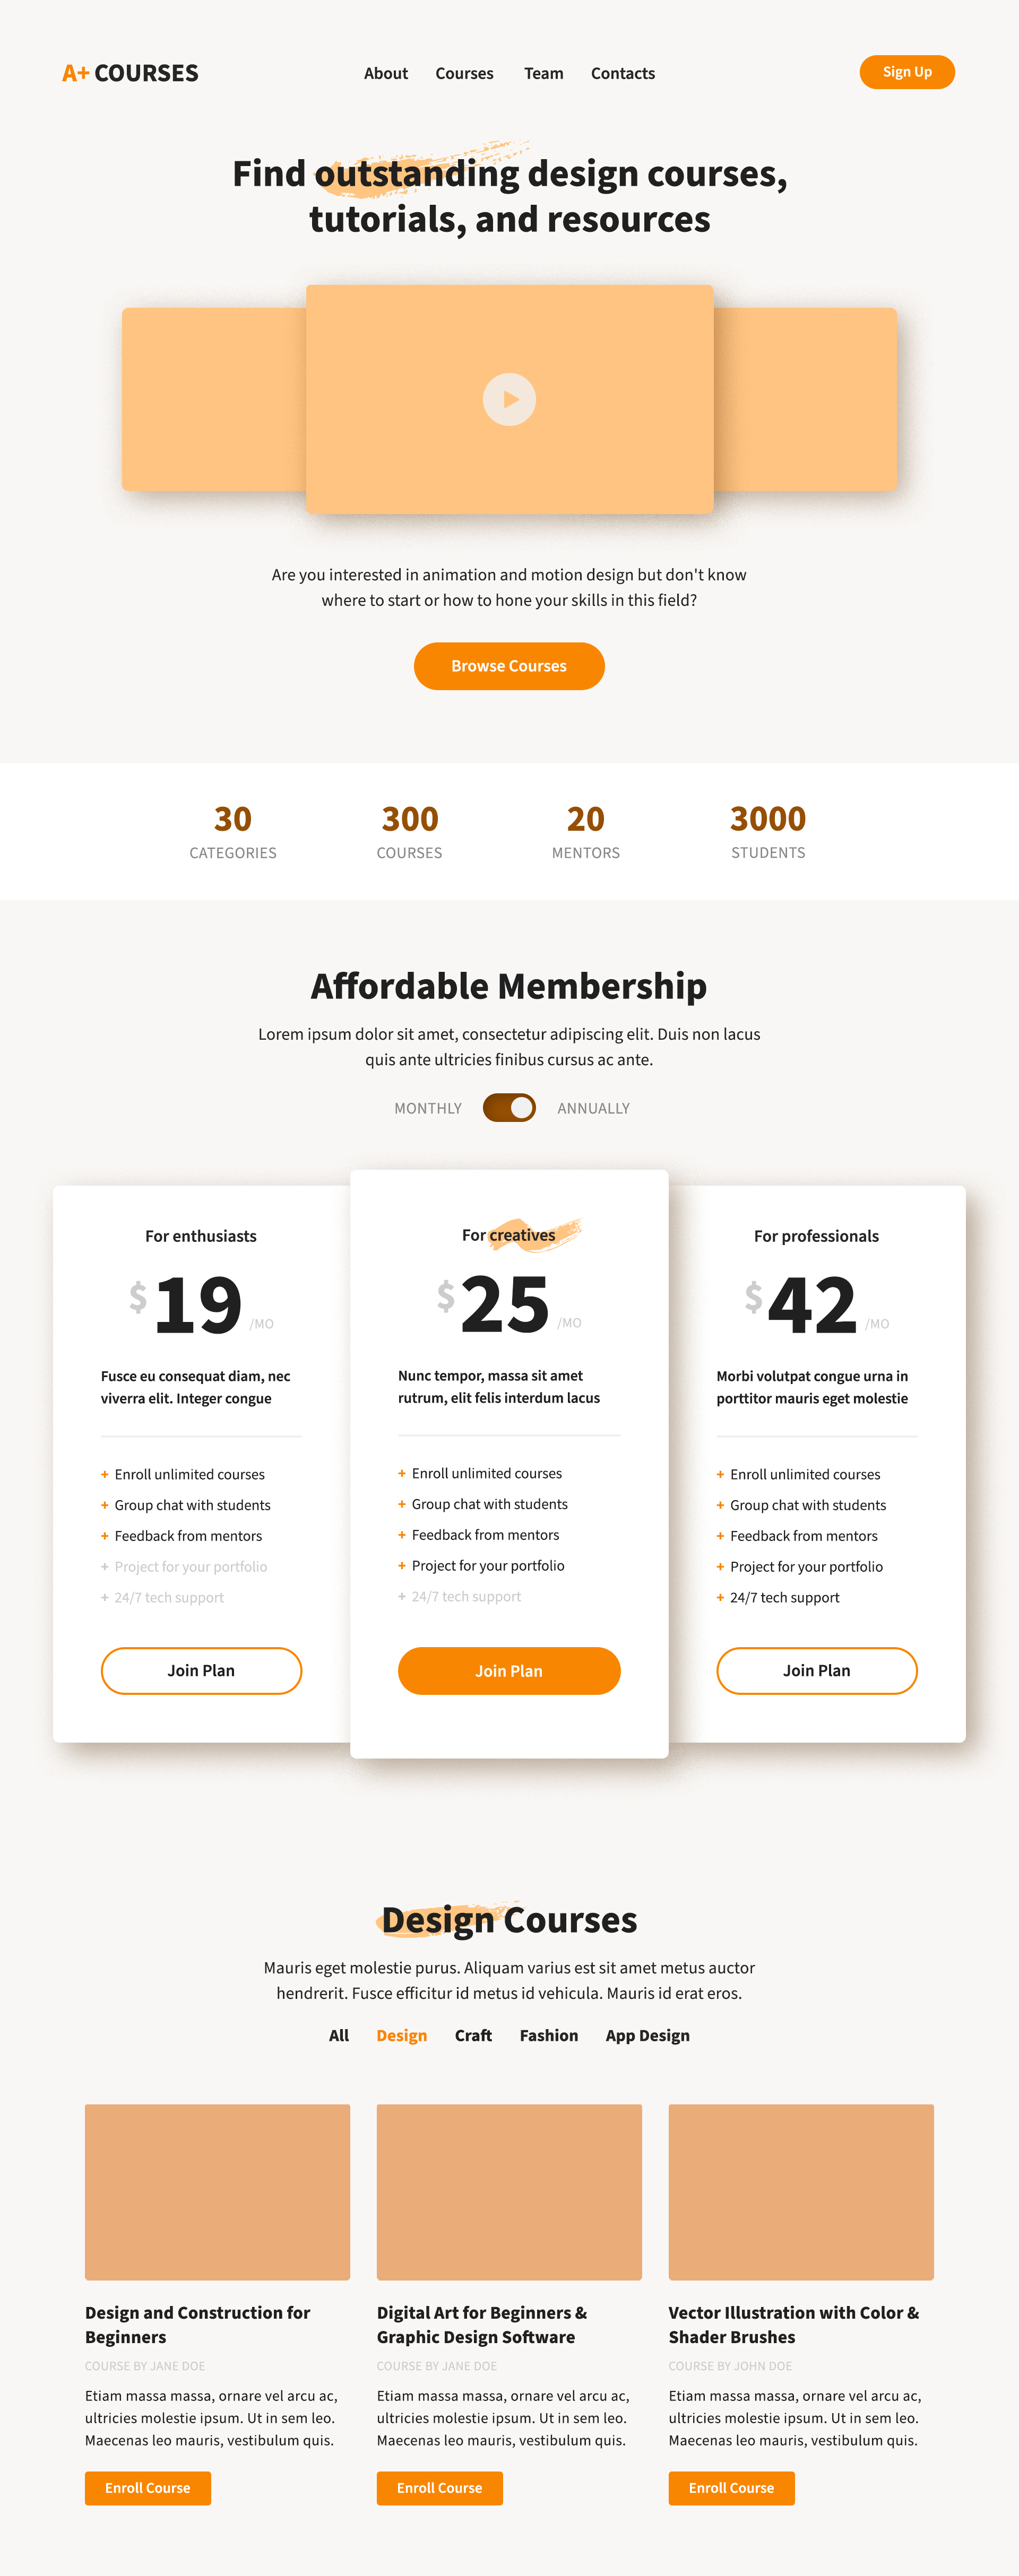 A+ COURSES
About Courses Team Contacts
Sign Up
Find outstanding design courses,
tutorials, and resources
Are you interested in animation and motion design but don't know
where to start or how to hone your skills in this field?
Browse Courses
30
CATEGORIES
300
COURSES
20
MENTORS
3000
STUDENTS
Affordable Membership
Lorem ipsum dolor sit amet, consectetur adipiscing elit. Duis non lacus
quis ante ultricies finibus cursus ac ante.
MONTHLY
ANNUALLY
For enthusiasts
$19/MO
Fusce eu consequat diam, nec
viverra elit. Integer congue
+ Enroll unlimited courses
+ Group chat with students
+ Feedback from mentors
+ Project for your portfolio
+ 24/7 tech support
Join Plan
For creatives
$25/MO
Nunc tempor, massa sit amet
rutrum, elit felis interdum lacus
+ Enroll unlimited courses
+ Group chat with students
+ Feedback from mentors
+ Project for your portfolio
+ 24/7 tech support
Join Plan
For professionals
$42/MO
Morbi volutpat congue urna in
porttitor mauris eget molestie
+ Enroll unlimited courses
+ Group chat with students
+ Feedback from mentors
+ Project for your portfolio
+ 24/7 tech support
Join Plan
Design Courses
Mauris eget molestie purus. Aliquam varius est sit amet metus auctor
hendrerit. Fusce efficitur id metus id vehicula. Mauris id erat eros.
All Design Craft Fashion App Design
Design and Construction for
Beginners
COURSE BY JANE DOE
Etiam massa massa, ornare vel arcu ac,
ultricies molestie ipsum. Ut in sem leo.
Maecenas leo mauris, vestibulum quis.
Enroll Course
Digital Art for Beginners &
Graphic Design Software
COURSE BY JANE DOE
Etiam massa massa, ornare vel arcu ac,
ultricies molestie ipsum. Ut in sem leo.
Maecenas leo mauris, vestibulum quis.
Enroll Course
Vector Illustration with Color &
Shader Brushes
COURSE BY JOHN DOE
Etiam massa massa, ornare vel arcu ac,
ultricies molestie ipsum. Ut in sem leo.
Maecenas leo mauris, vestibulum quis.
Enroll Course